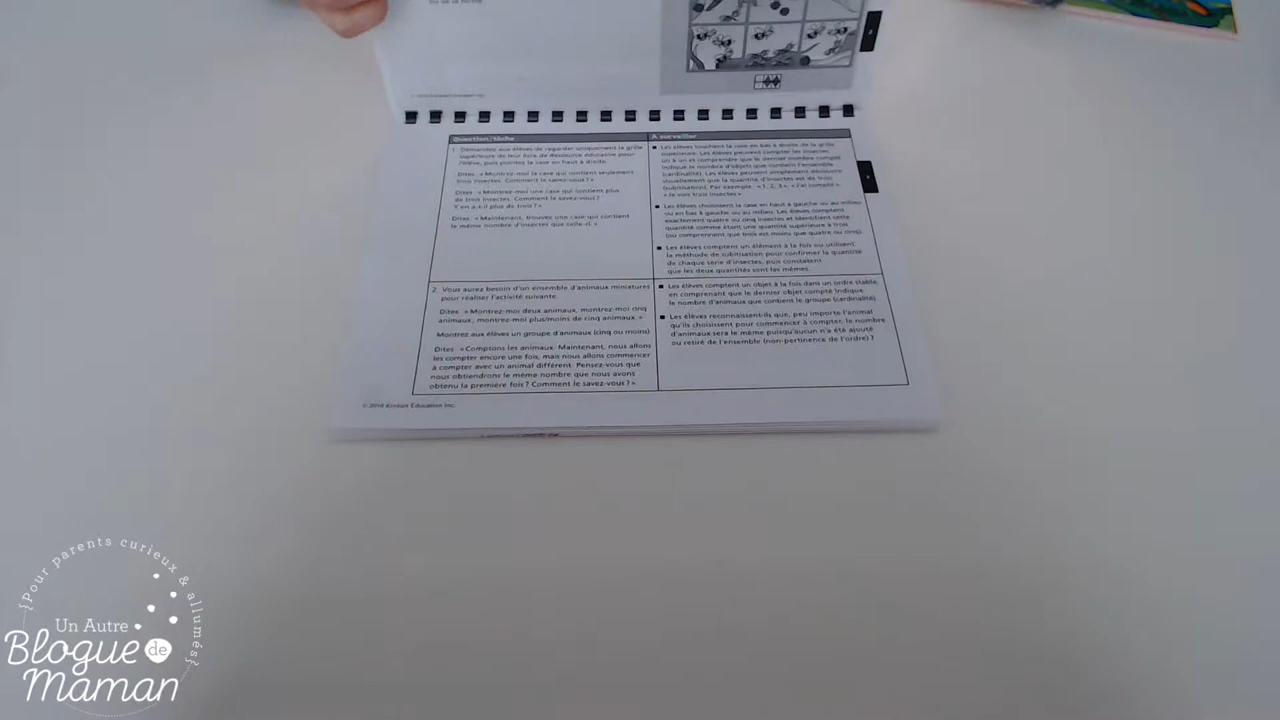 Question/tâche
À surveiller
1. Demandez aux élèves de regarder uniquement la grille
supérieure de leur livre de Ressource éducative pour
l'élève, puis pointez la case en haut à droite.
Dites : « Montrez-moi la case qui contient seulement
trois insectes. Comment le savez-vous ? »
Dites : « Montrez-moi une case qui contient plus
de trois insectes. Comment le savez-vous ?
Y en a-t-il plus de trois ? »
Dites : « Maintenant, trouvez une case qui contient
le même nombre d'insectes que celle-ci. »
■ Les élèves touchent la case en bas à droite de la grille
supérieure. Les élèves peuvent compter les insectes
un à un et comprendre que le dernier nombre compté
indique le nombre d'objets que contient l'ensemble
(cardinalité). Les élèves peuvent simplement découvrir
visuellement que la quantité d'insectes est de trois
(subitisation). Par exemple : « 1, 2, 3 », « J'ai compté »,
« Je vois trois insectes »
■ Les élèves choisissent la case en haut à gauche ou au milieu
ou en bas à gauche ou au milieu. Les élèves comptent
exactement quatre ou cinq insectes et identifient cette
quantité comme étant une quantité supérieure à trois
(ou comprennent que trois est moins que quatre ou cinq).
■ Les élèves comptent un élément à la fois ou utilisent
la méthode de subitisation pour confirmer la quantité
de chaque série d'insectes, puis constatent
que les deux quantités sont les mêmes.
2. Vous aurez besoin d'un ensemble d'animaux miniatures
pour réaliser l'activité suivante.
Dites : « Montrez-moi deux animaux, montrez-moi cinq
animaux, montrez-moi plus/moins de cinq animaux. »
Montrez aux élèves un groupe d'animaux (cinq ou moins)
Dites : « Comptons les animaux. Maintenant, nous allons
les compter encore une fois, mais nous allons commencer
à compter avec un animal différent. Pensez-vous que
nous obtiendrons le même nombre que nous avons
obtenu la première fois ? Comment le savez-vous ? »
■ Les élèves comptent un objet à la fois dans un ordre stable,
en comprenant que le dernier objet compté indique
le nombre d'animaux que contient le groupe (cardinalité)
■ Les élèves reconnaissent-ils que, peu importe l'animal
qu'ils choisissent pour commencer à compter, le nombre
d'animaux sera le même puisqu'aucun n'a été ajouté
ou retiré de l'ensemble (non-pertinence de l'ordre) ?
Education Inc.
{Pour parents curieux & allumés}
Un Autre
Blogue de
Maman